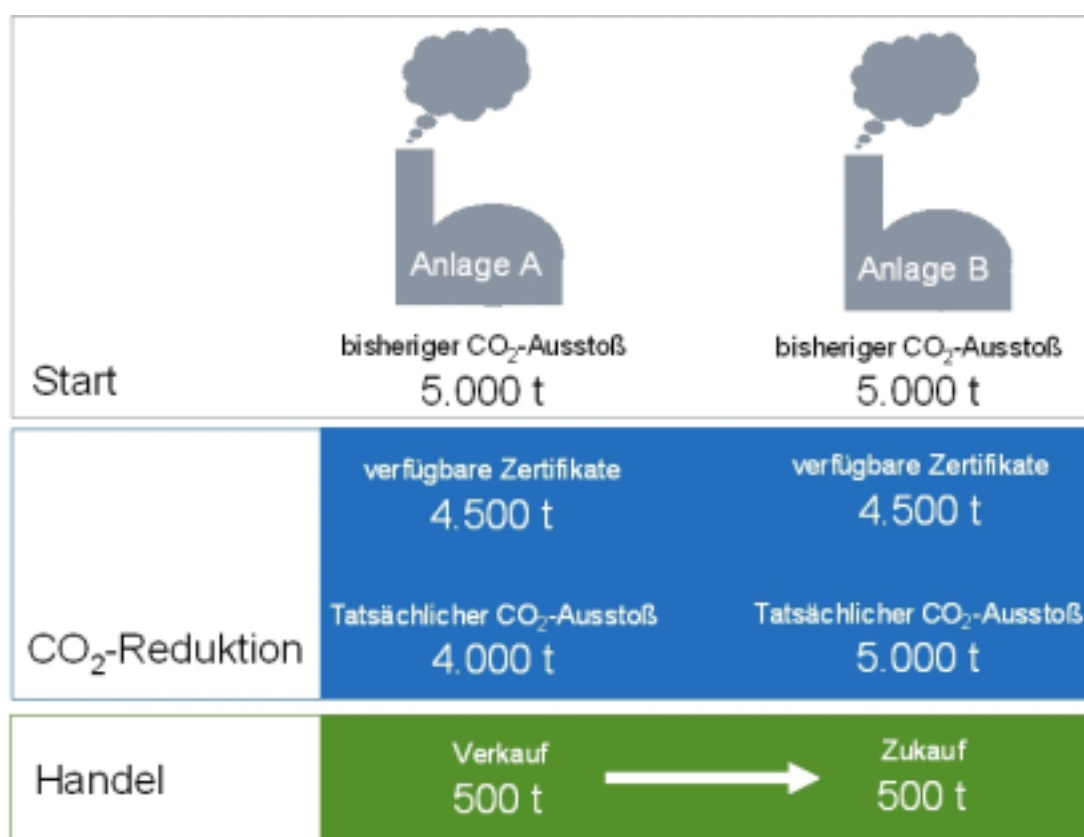 Anlage A
Anlage B
bisheriger CO₂-Ausstoß
5.000 t
bisheriger CO₂-Ausstoß
5.000 t
Start
verfügbare Zertifikate
4.500 t
verfügbare Zertifikate
4.500 t
CO₂-Reduktion
Tatsächlicher CO₂-Ausstoß
4.000 t
Tatsächlicher CO₂-Ausstoß
5.000 t
Handel
Verkauf
500 t
Zukauf
500 t